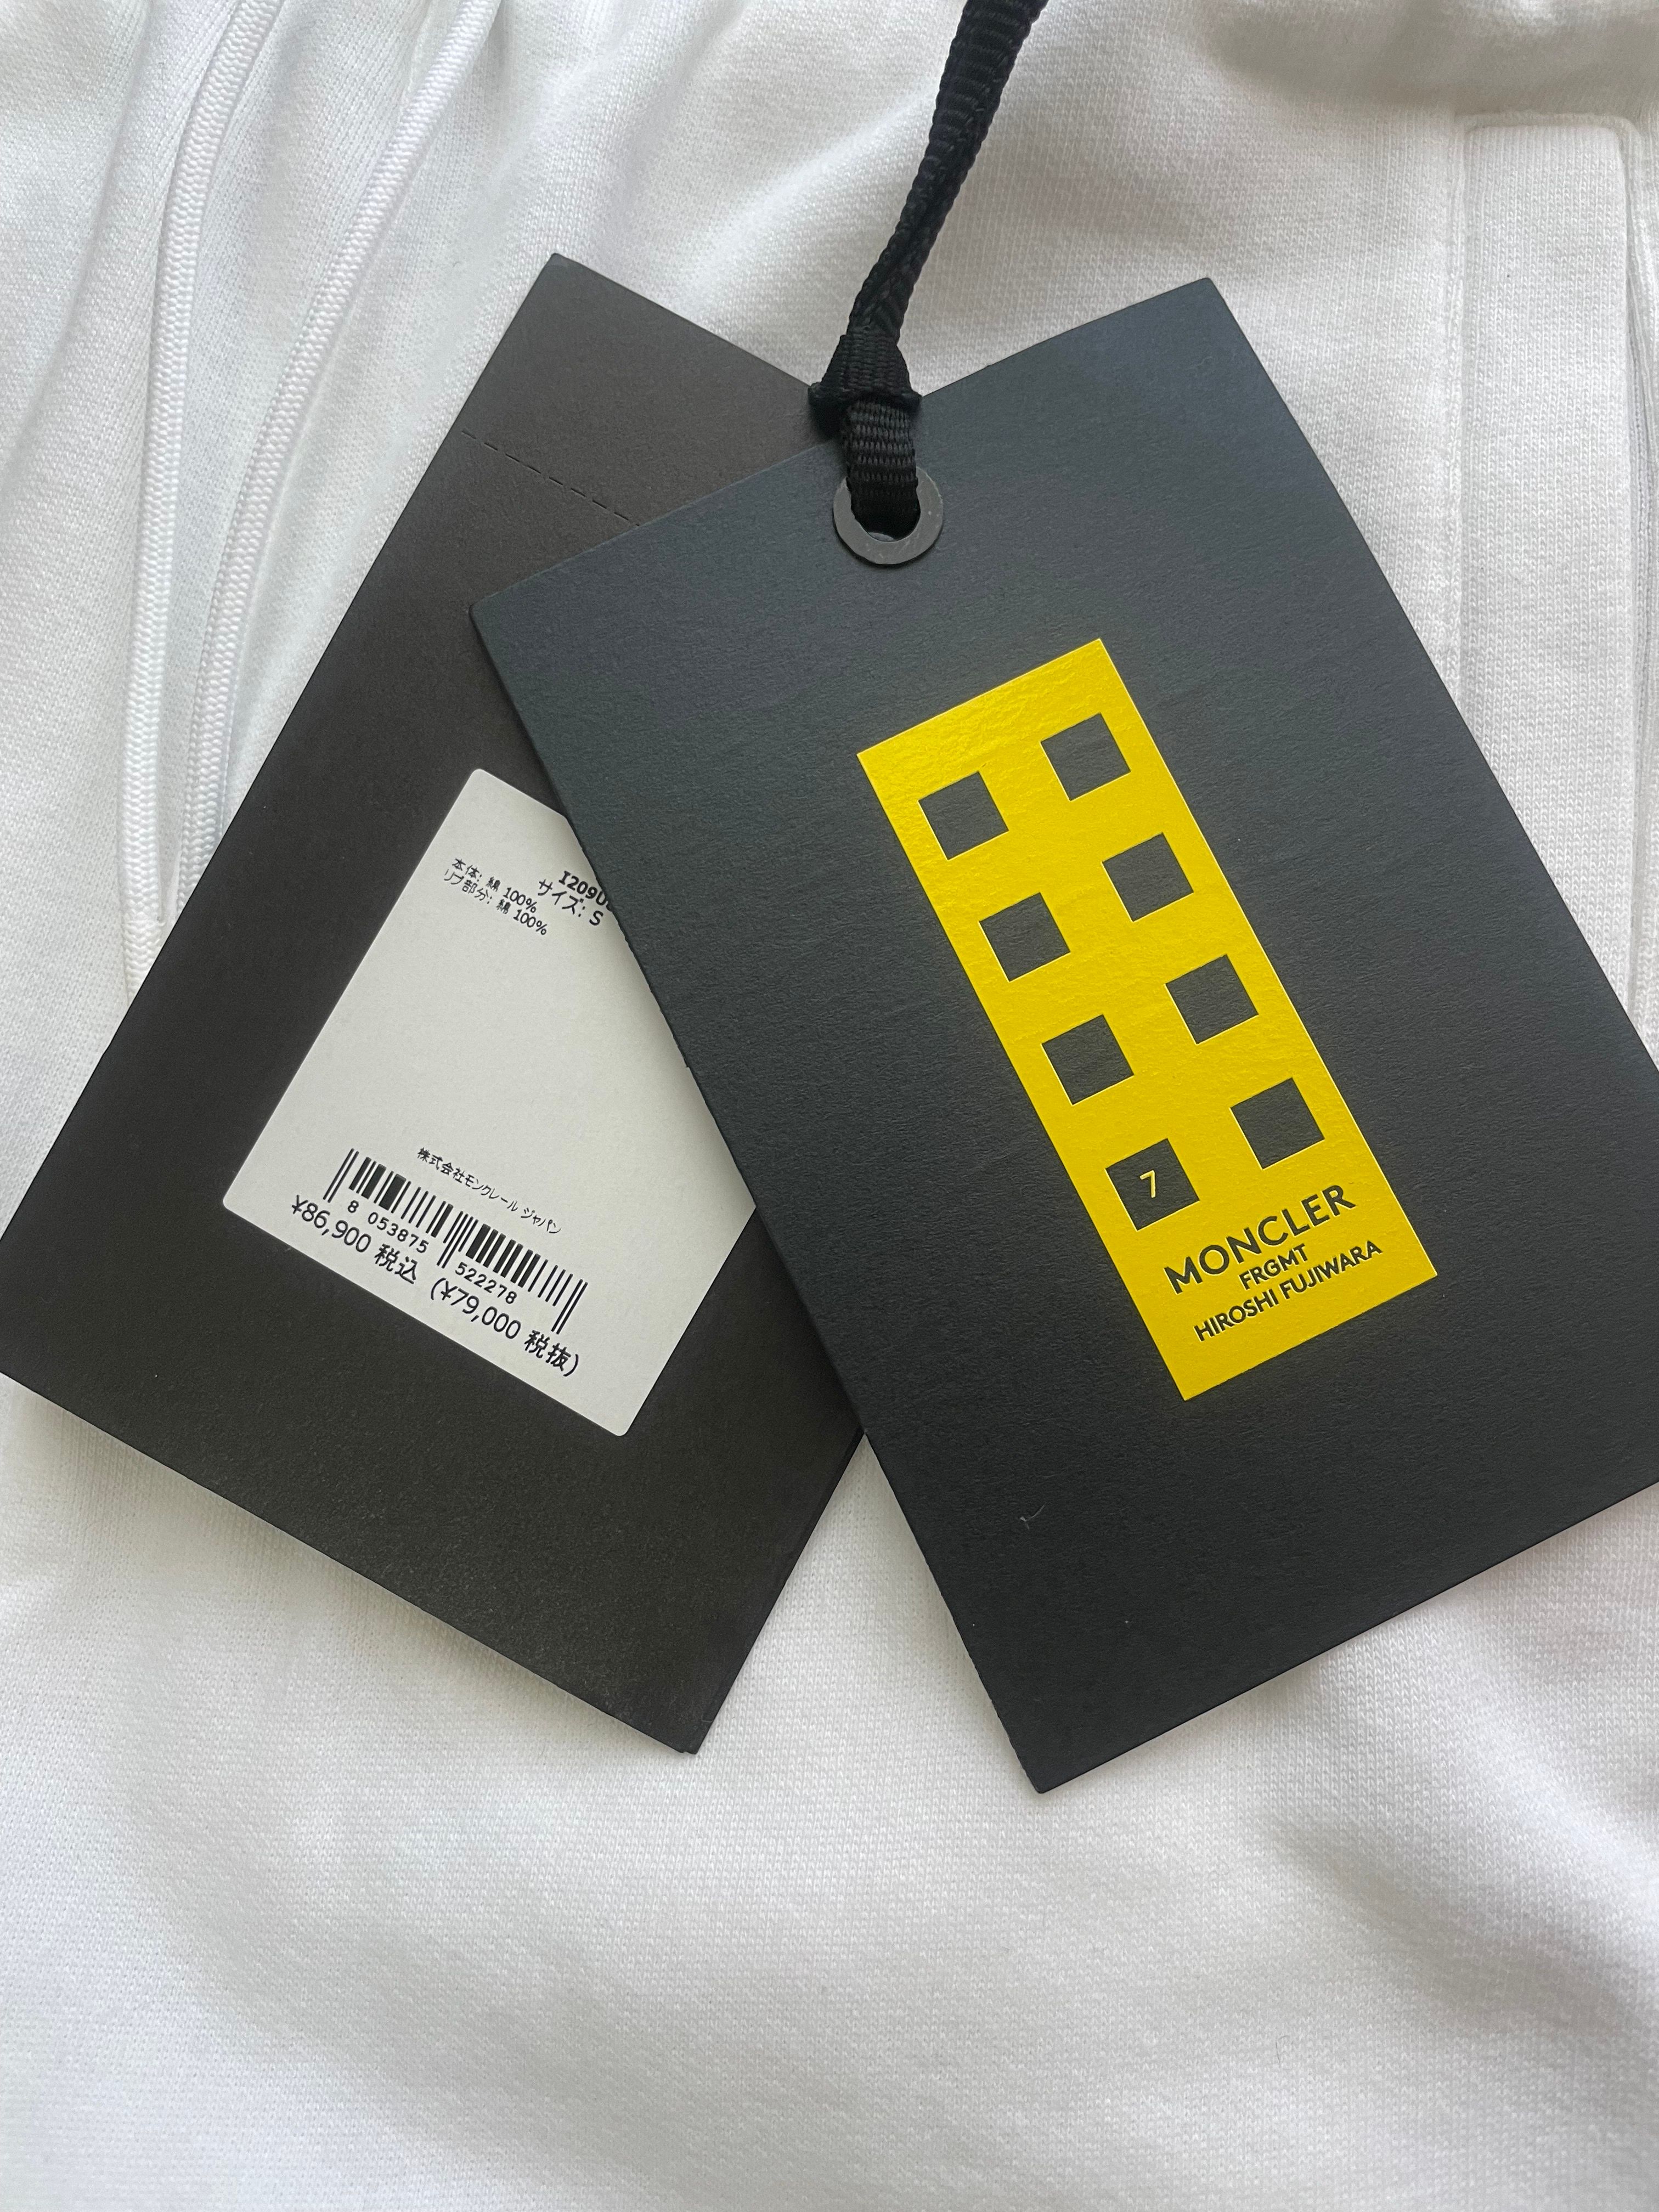 サイズ: S
本体: 綿 100%
リブ部分: 綿 100%
株式会社モンクレール ジャパン
8 053875 522278
¥86,900 税込 (¥79,000 税抜)
7
MONCLER
FRGMT
HIROSHI FUJIWARA